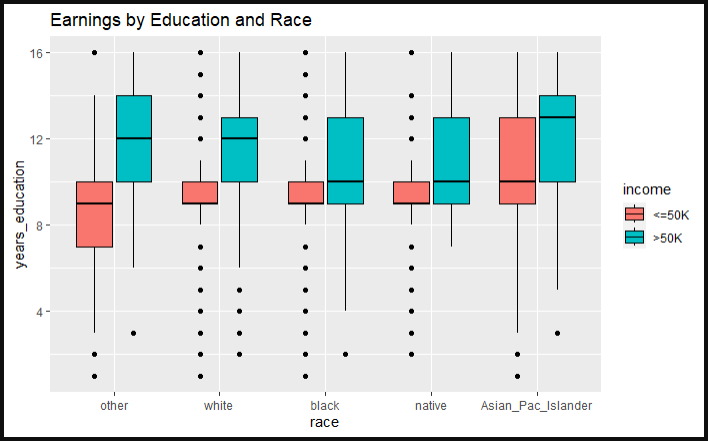 Earnings by Education and Race
16
12
8
4
years_education
other white black native Asian_Pac_Islander
race
income
<=50K
>50K